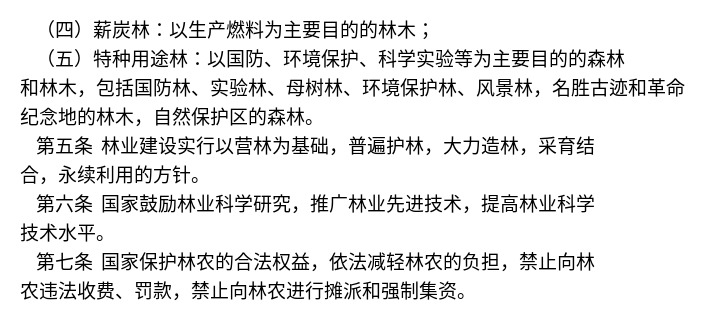 （四）薪炭林：以生产燃料为主要目的的林木；
（五）特种用途林：以国防、环境保护、科学实验等为主要目的的森林
和林木，包括国防林、实验林、母树林、环境保护林、风景林，名胜古迹和革命
纪念地的林木，自然保护区的森林。
第五条 林业建设实行以营林为基础，普遍护林，大力造林，采育结
合，永续利用的方针。
第六条 国家鼓励林业科学研究，推广林业先进技术，提高林业科学
技术水平。
第七条 国家保护林农的合法权益，依法减轻林农的负担，禁止向林
农违法收费、罚款，禁止向林农进行摊派和强制集资。